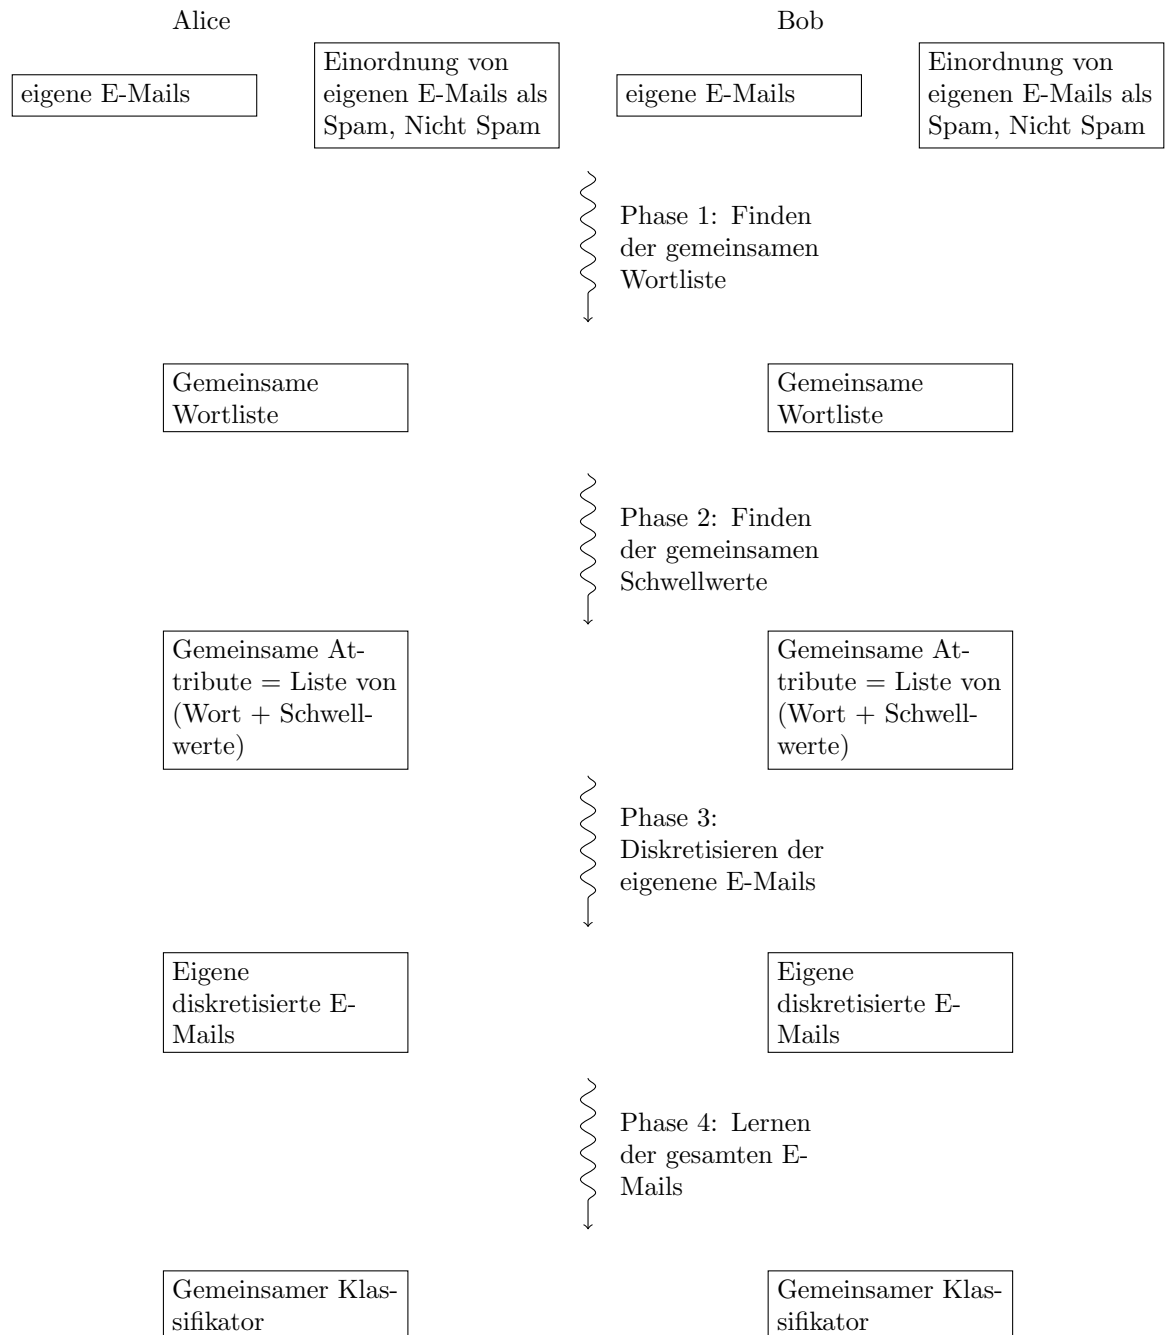 Alice
Bob
eigene E-Mails
Einordnung von
eigenen E-Mails als
Spam, Nicht Spam
eigene E-Mails
Einordnung von
eigenen E-Mails als
Spam, Nicht Spam
Phase 1: Finden
der gemeinsamen
Wortliste
Gemeinsame
Wortliste
Gemeinsame
Wortliste
Phase 2: Finden
der gemeinsamen
Schwellwerte
Gemeinsame At-
tribute = Liste von
(Wort + Schwell-
werte)
Gemeinsame At-
tribute = Liste von
(Wort + Schwell-
werte)
Phase 3:
Diskretisieren der
eigenene E-Mails
Eigene
diskretisierte E-
Mails
Eigene
diskretisierte E-
Mails
Phase 4: Lernen
der gesamten E-
Mails
Gemeinsamer Klas-
sifikator
Gemeinsamer Klas-
sifikator